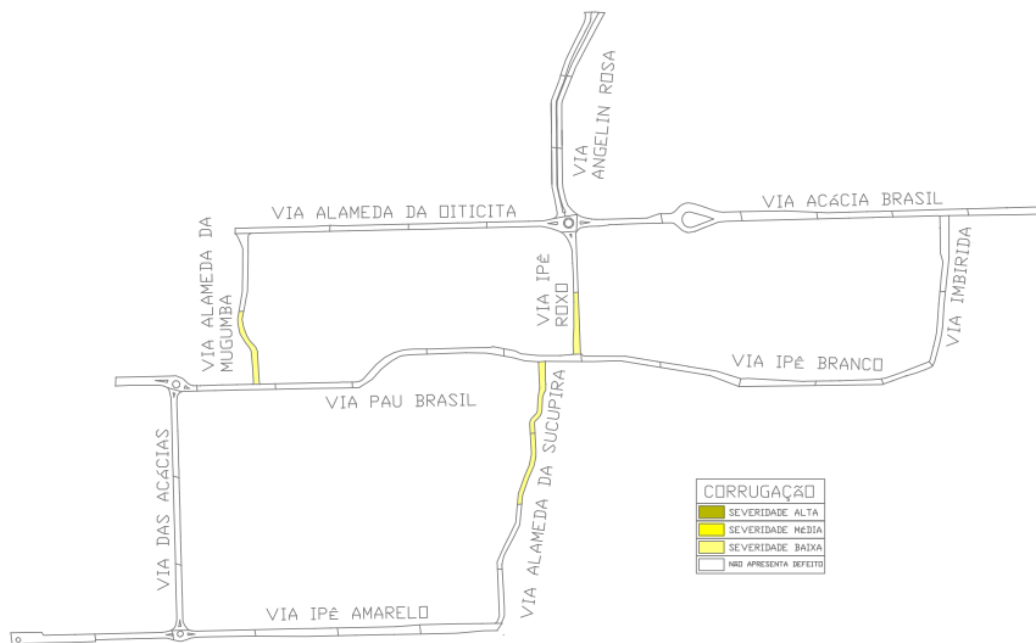 VIA
ANGELIN ROSA
VIA ALAMEDA DA OITICITA
VIA ACáCIA BRASIL
VIA ALAMEDA DA
MUGUMBA
VIA IPÊ
ROXO
VIA IMBIRIDA
VIA IPÊ BRANCO
VIA PAU BRASIL
VIA ALAMEDA DA SUCUPIRA
VIA DAS ACáCIAS
VIA IPÊ AMARELO
CORRUGAÇÃO
SEVERIDADE ALTA
SEVERIDADE MéDIA
SEVERIDADE BAIXA
NÃO APRESENTA DEFEITO